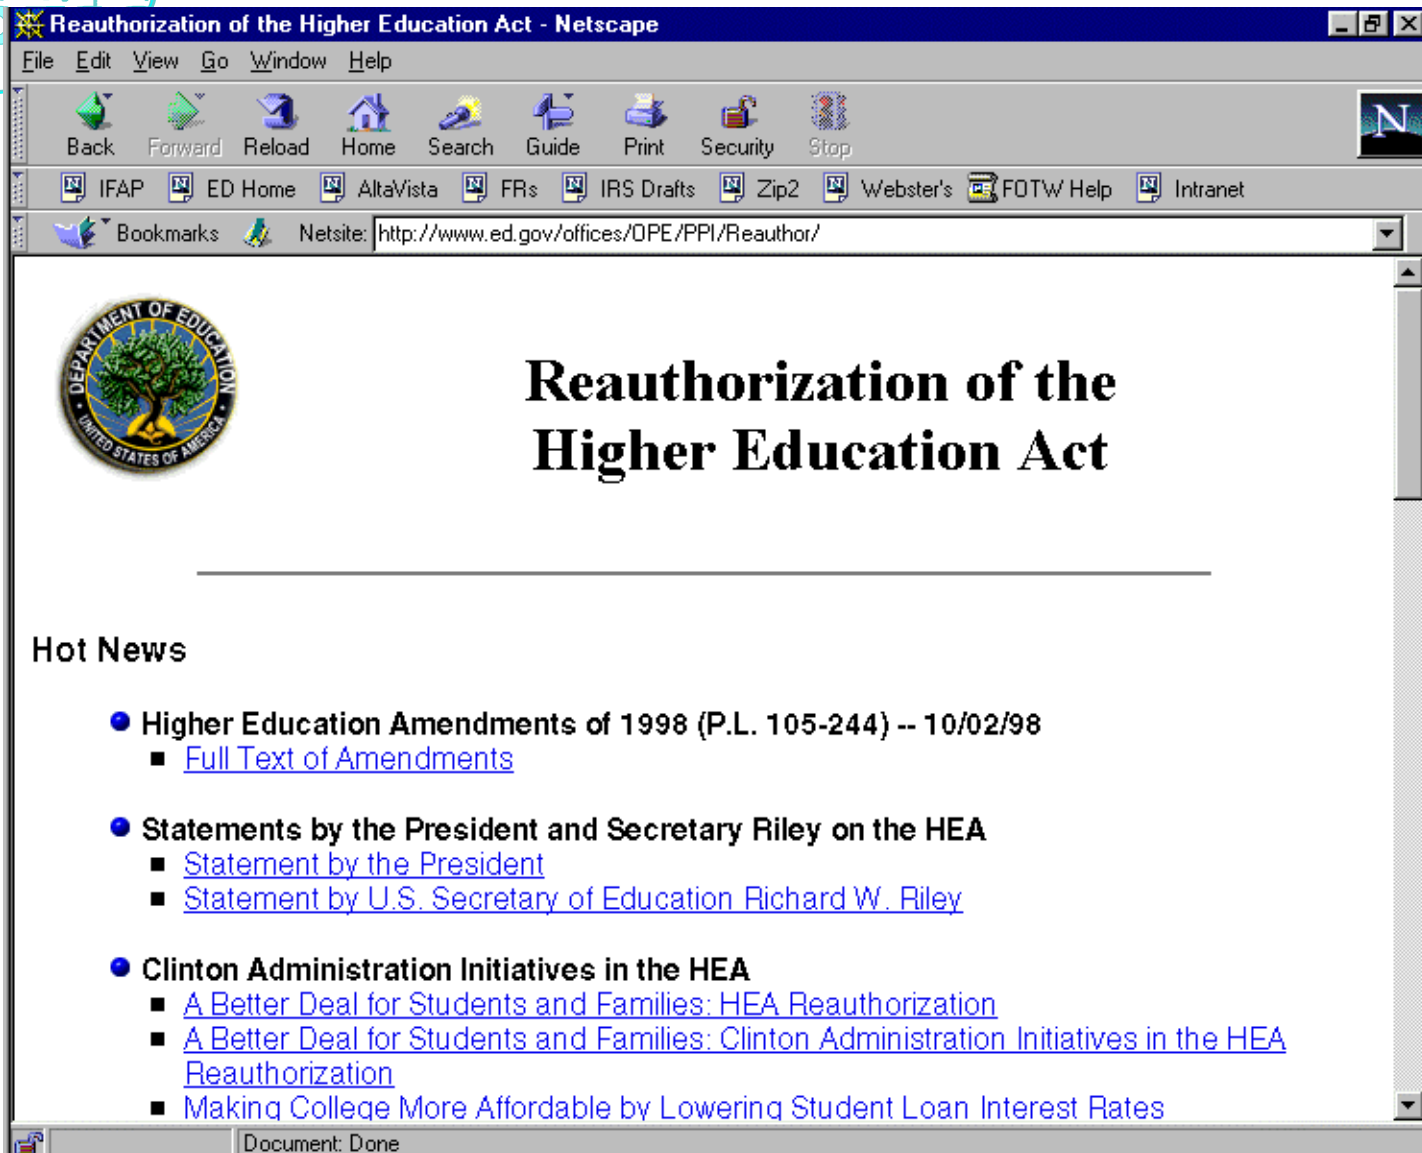 Reauthorization of the Higher Education Act - Netscape
File Edit View Go Window Help
Back Forward Reload Home Search Guide Print Security Stop
N
IFAP ED Home AltaVista FRs IRS Drafts Zip2 Webster's FOTW Help Intranet
Bookmarks Netsite: http://www.ed.gov/offices/OPE/PPI/Reauthor/
DEPARTMENT OF EDUCATION
UNITED STATES OF AMERICA
Reauthorization of the
Higher Education Act
Hot News
Higher Education Amendments of 1998 (P.L. 105-244) -- 10/02/98
Full Text of Amendments
Statements by the President and Secretary Riley on the HEA
Statement by the President
Statement by U.S. Secretary of Education Richard W. Riley
Clinton Administration Initiatives in the HEA
A Better Deal for Students and Families: HEA Reauthorization
A Better Deal for Students and Families: Clinton Administration Initiatives in the HEA
Reauthorization
Making College More Affordable by Lowering Student Loan Interest Rates
Document: Done